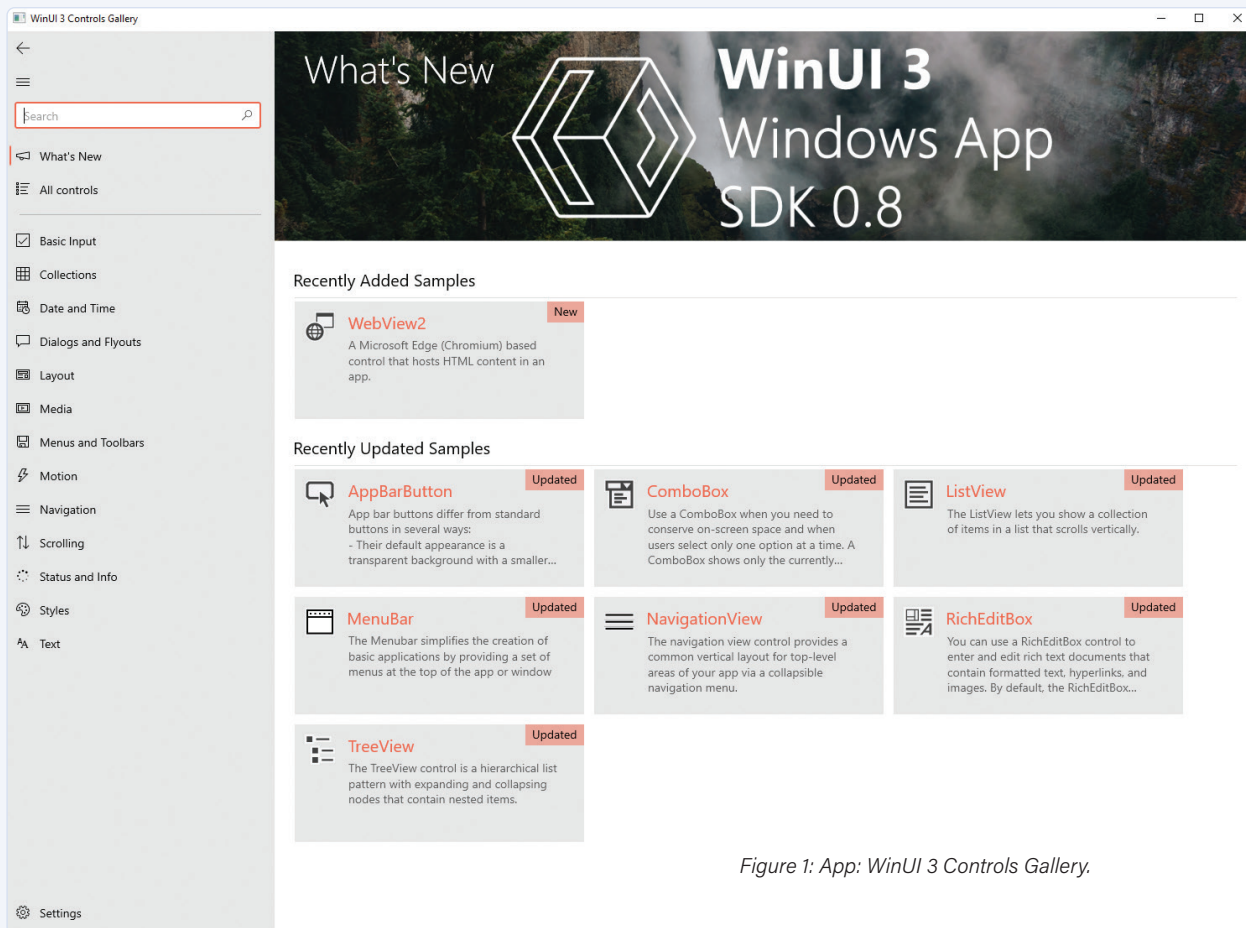 WinUI 3 Controls Gallery
Search
What's New
All controls
Basic Input
Collections
Date and Time
Dialogs and Flyouts
Layout
Media
Menus and Toolbars
Motion
Navigation
Scrolling
Status and Info
Styles
Text
Settings
What's New
WinUI 3
Windows App
SDK 0.8
Recently Added Samples
New
WebView2
A Microsoft Edge (Chromium) based
control that hosts HTML content in an
app.
Recently Updated Samples
Updated
AppBarButton
App bar buttons differ from standard
buttons in several ways:
- Their default appearance is a
transparent background with a smaller...
Updated
ComboBox
Use a ComboBox when you need to
conserve on-screen space and when
users select only one option at a time. A
ComboBox shows only the currently...
Updated
ListView
The ListView lets you show a collection
of items in a list that scrolls vertically.
Updated
MenuBar
The Menubar simplifies the creation of
basic applications by providing a set of
menus at the top of the app or window
Updated
NavigationView
The navigation view control provides a
common vertical layout for top-level
areas of your app via a collapsible
navigation menu.
Updated
RichEditBox
You can use a RichEditBox control to
enter and edit rich text documents that
contain formatted text, hyperlinks, and
images. By default, the RichEditBox...
Updated
TreeView
The TreeView control is a hierarchical list
pattern with expanding and collapsing
nodes that contain nested items.
Figure 1: App: WinUI 3 Controls Gallery.